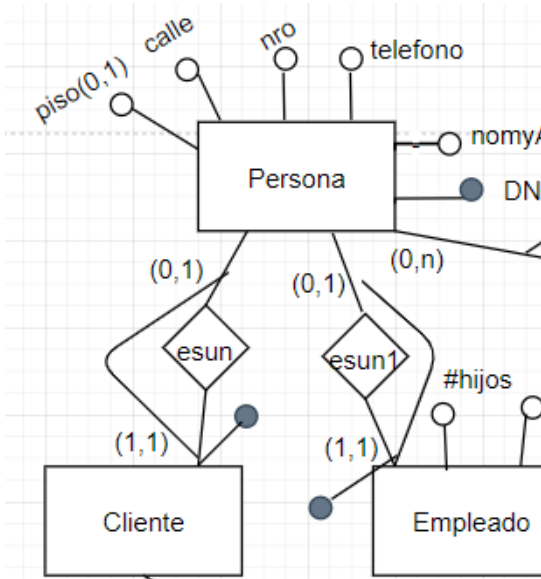 calle
nro
telefono
piso(0,1)
nomyA
Persona
DN
(0,1)
(0,1)
(0,n)
esun
esun1
#hijos
(1,1)
(1,1)
Cliente
Empleado